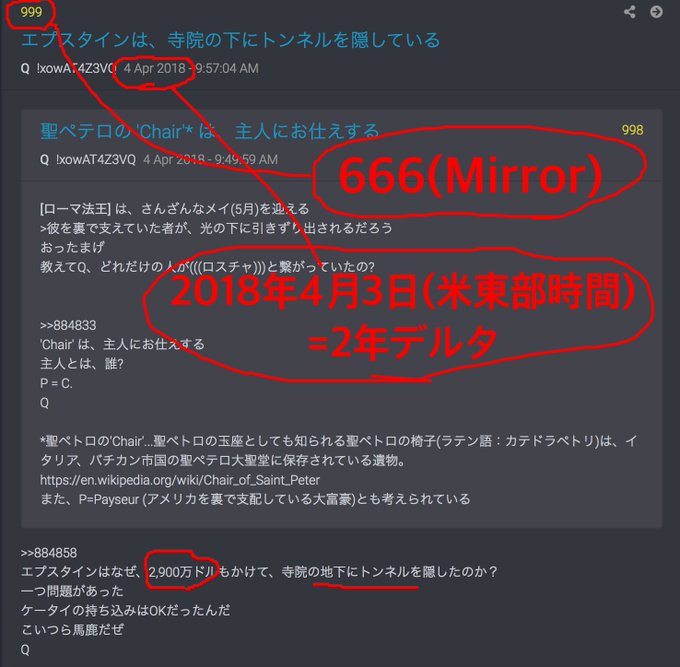 999
エプスタインは、寺院の下にトンネルを隠している
Q !xowAT4Z3VQ 4 Apr 2018 - 9:57:04 AM
聖ペテロの 'Chair'* は、主人にお仕えする
998
Q !xowAT4Z3VQ 4 Apr 2018 - 9:49:59 AM
666(Mirror)
[ローマ法王] は、さんざんなメイ(5月)を迎える
>彼を裏で支えていた者が、光の下に引きずり出されるだろう
おったまげ
教えてQ、どれだけの人が(((ロスチャ)))と繋がっていたの?
2018年4月3日(米東部時間)
=2年デルタ
>>884833
'Chair' は、主人にお仕えする
主人とは、誰?
P = C.
Q
*聖ペトロの'Chair'...聖ペトロの玉座としても知られる聖ペトロの椅子(ラテン語：カテドラペトリ)は、イ
タリア、バチカン市国の聖ペテロ大聖堂に保存されている遺物。
https://en.wikipedia.org/wiki/Chair_of_Saint_Peter
また、P=Payseur (アメリカを裏で支配している大富豪)とも考えられている
>>884858
エプスタインはなぜ、2,900万ドルもかけて、寺院の地下にトンネルを隠したのか？
一つ問題があった
ケータイの持ち込みはOKだったんだ
こいつら馬鹿だぜ
Q